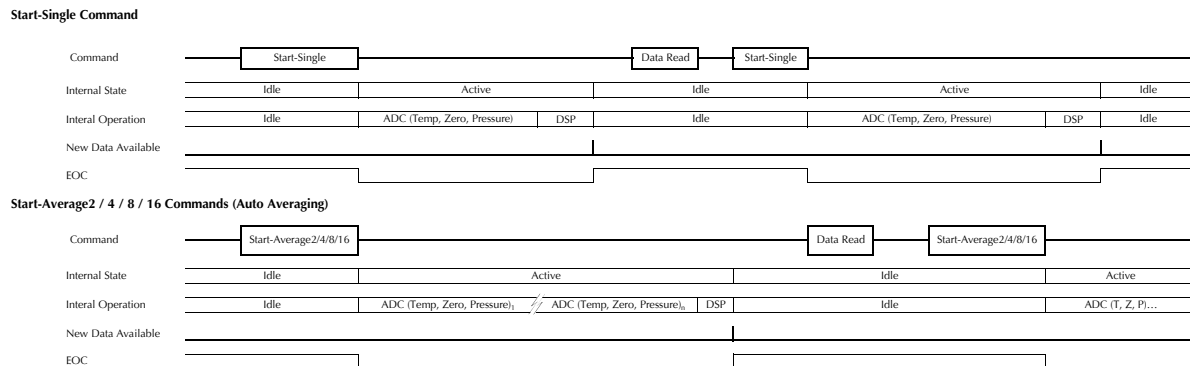 Start-Single Command
Command Start-Single Data Read Start-Single
Internal State Idle Active Idle Active Idle
Interal Operation Idle ADC (Temp, Zero, Pressure) DSP Idle ADC (Temp, Zero, Pressure) DSP Idle
New Data Available
EOC
Start-Average2 / 4 / 8 / 16 Commands (Auto Averaging)
Command Start-Average2/4/8/16 Data Read Start-Average2/4/8/16
Internal State Idle Active Idle Active
Interal Operation Idle ADC (Temp, Zero, Pressure)₁ ADC (Temp, Zero, Pressure)ₙ DSP Idle ADC (T, Z, P)...
New Data Available
EOC